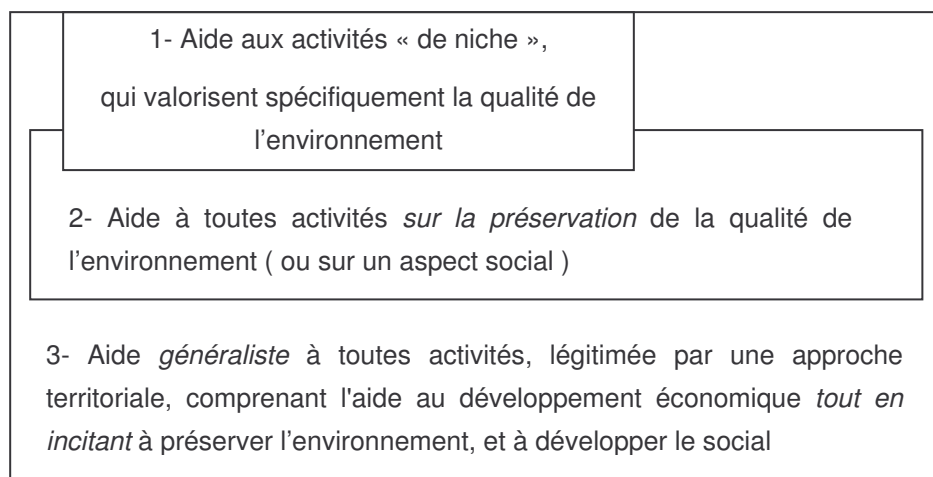 1- Aide aux activités « de niche »,
qui valorisent spécifiquement la qualité de
l’environnement
2- Aide à toutes activités sur la préservation de la qualité de
l’environnement ( ou sur un aspect social )
3- Aide généraliste à toutes activités, légitimée par une approche
territoriale, comprenant l'aide au développement économique tout en
incitant à préserver l’environnement, et à développer le social